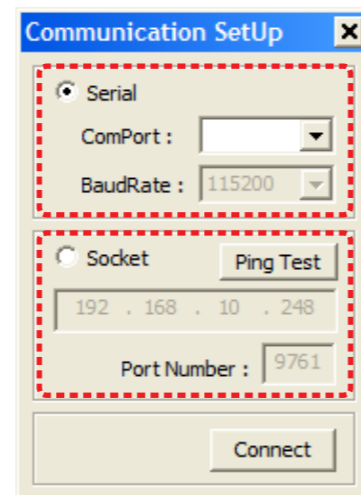 Communication SetUp
Serial
ComPort :
BaudRate : 115200
Socket Ping Test
192 . 168 . 10 . 248
Port Number : 9761
Connect